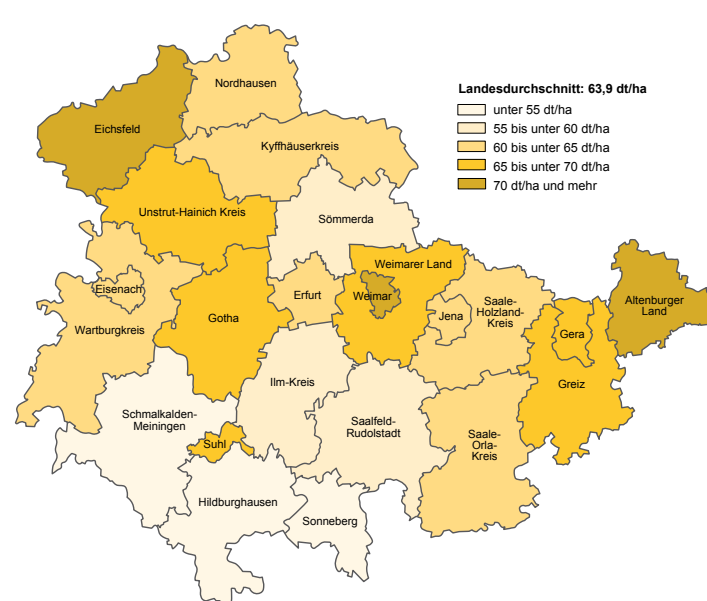 Landesdurchschnitt: 63,9 dt/ha
unter 55 dt/ha
55 bis unter 60 dt/ha
60 bis unter 65 dt/ha
65 bis unter 70 dt/ha
70 dt/ha und mehr
Nordhausen
Eichsfeld
Kyffhäuserkreis
Unstrut-Hainich Kreis
Sömmerda
Weimarer Land
Eisenach
Erfurt
Weimar
Saale-
Holzland-
Kreis
Altenburger
Land
Jena
Gotha
Wartburgkreis
Gera
Greiz
Ilm-Kreis
Schmalkalden-
Meiningen
Saalfeld-
Rudolstadt
Saale-
Orla-
Kreis
Suhl
Hildburghausen
Sonneberg